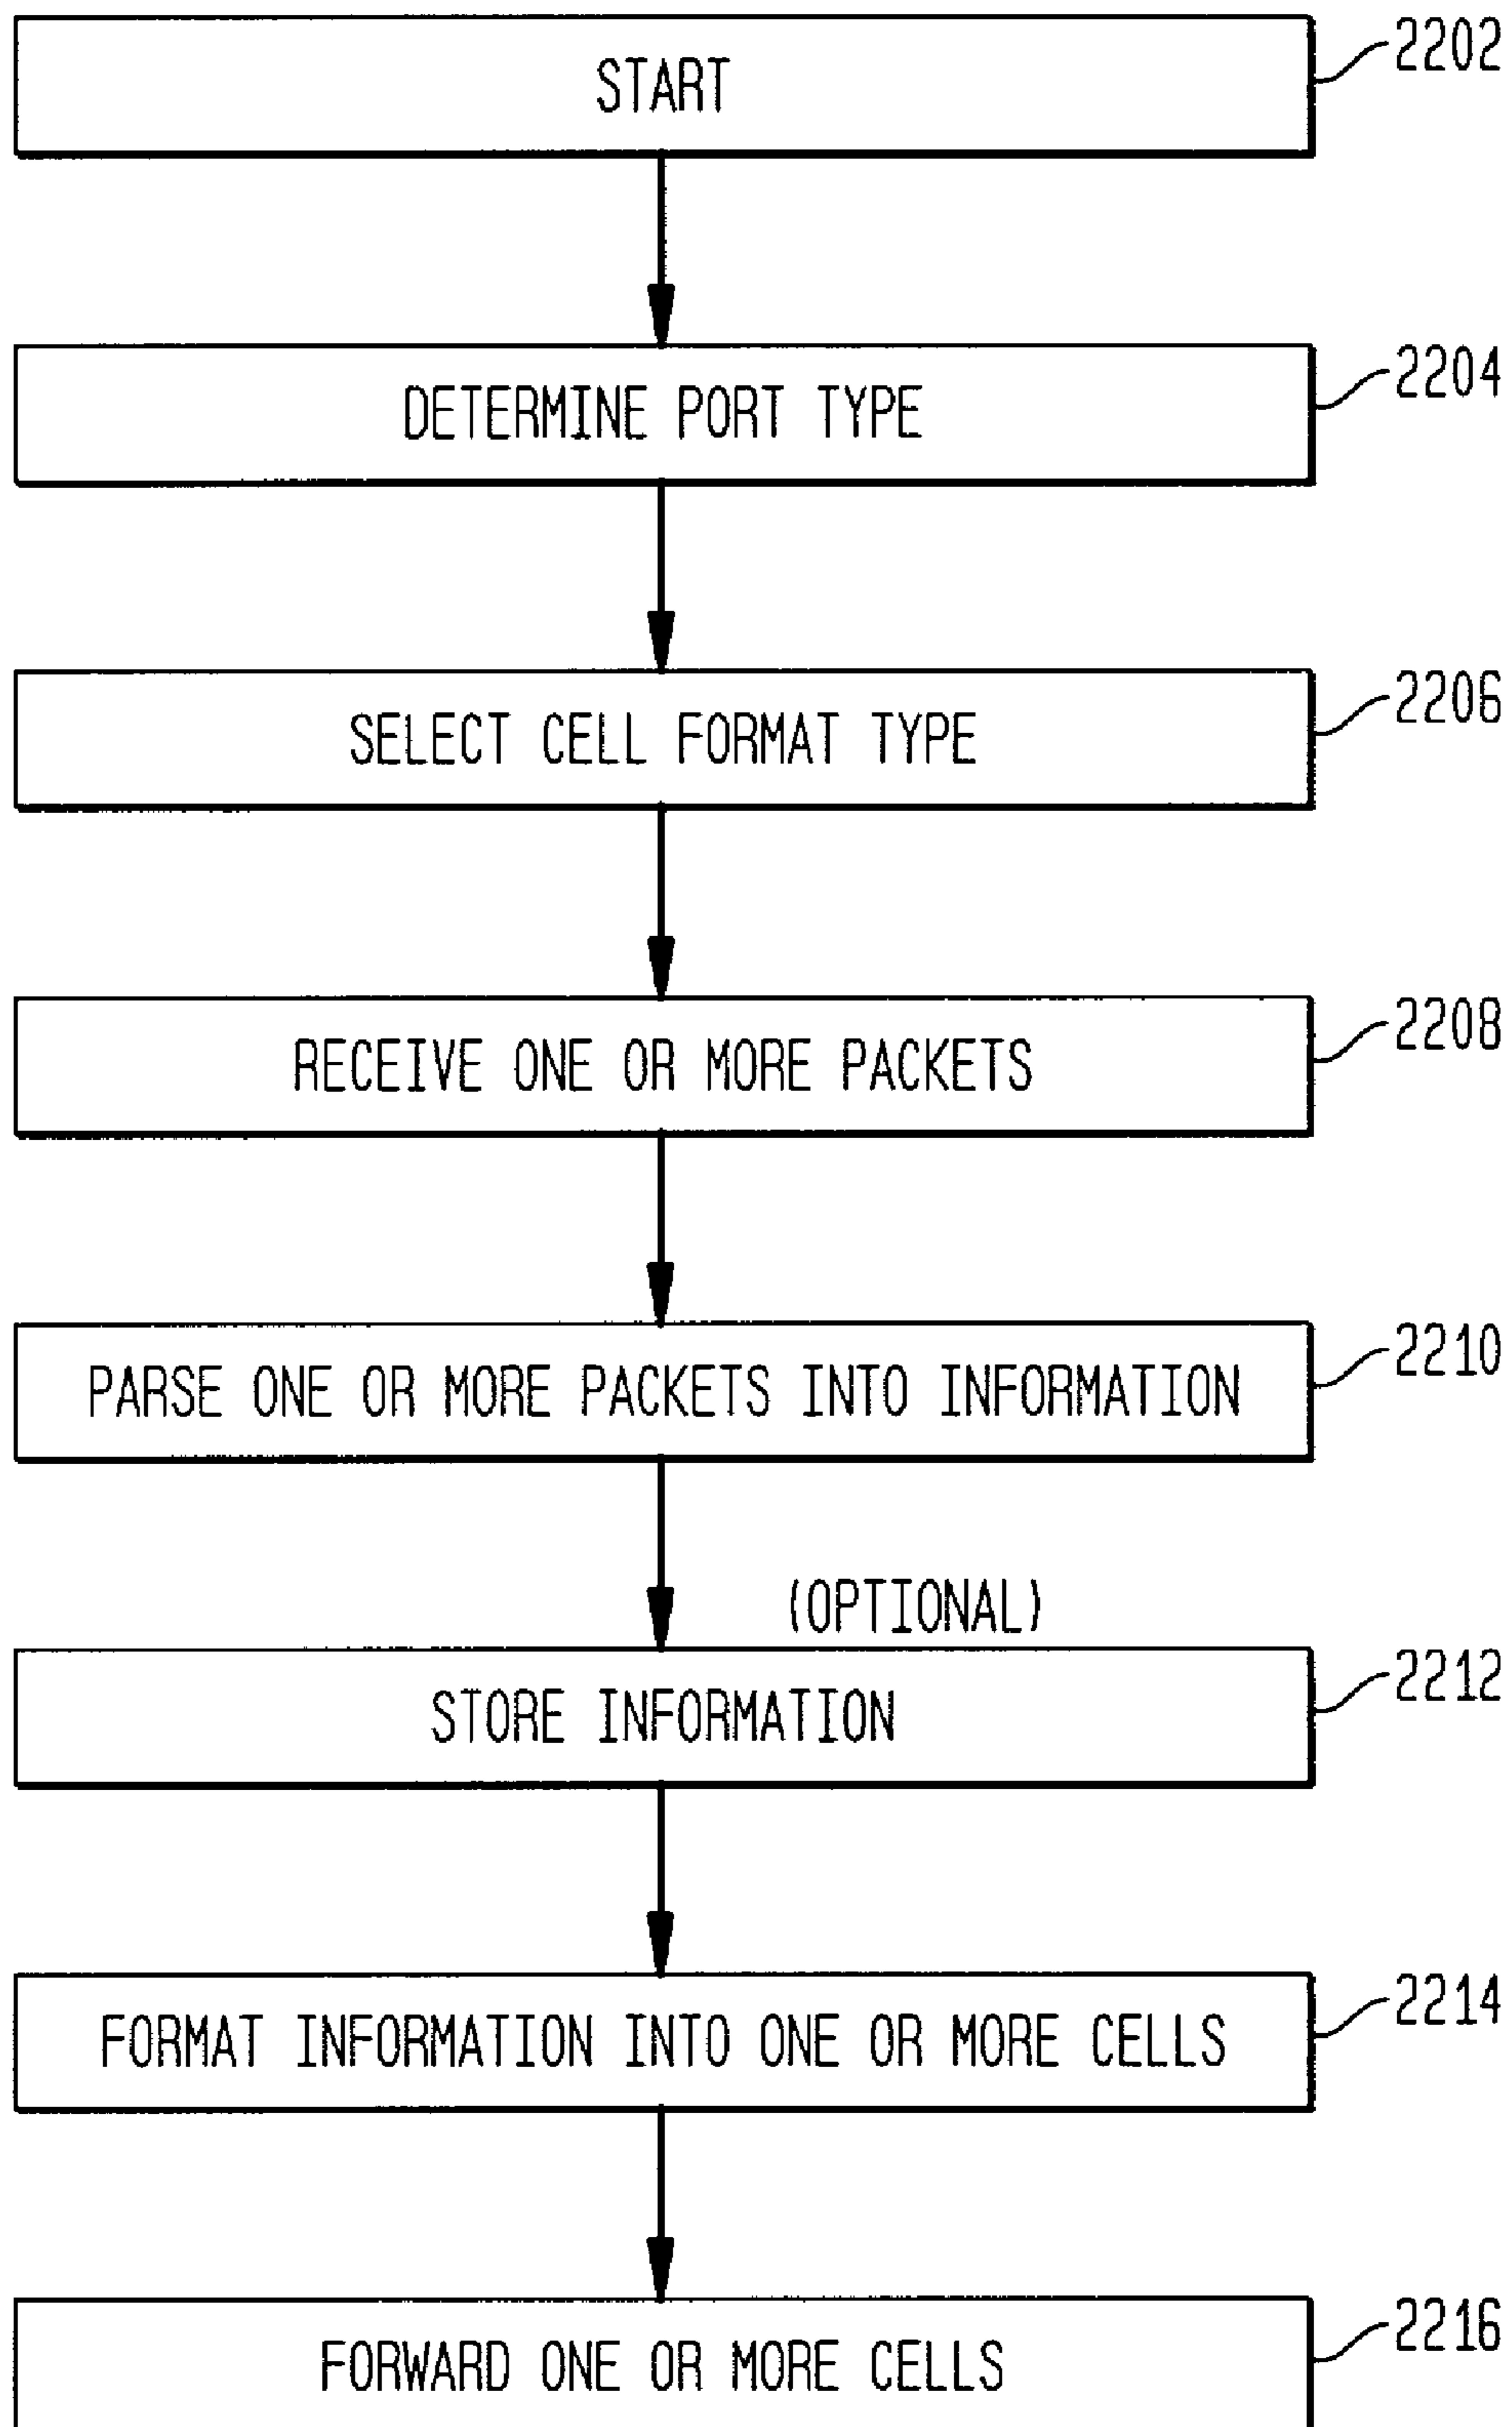 START
2202
DETERMINE PORT TYPE
2204
SELECT CELL FORMAT TYPE
2206
RECEIVE ONE OR MORE PACKETS
2208
PARSE ONE OR MORE PACKETS INTO INFORMATION
2210
(OPTIONAL)
STORE INFORMATION
2212
FORMAT INFORMATION INTO ONE OR MORE CELLS
2214
FORWARD ONE OR MORE CELLS
2216